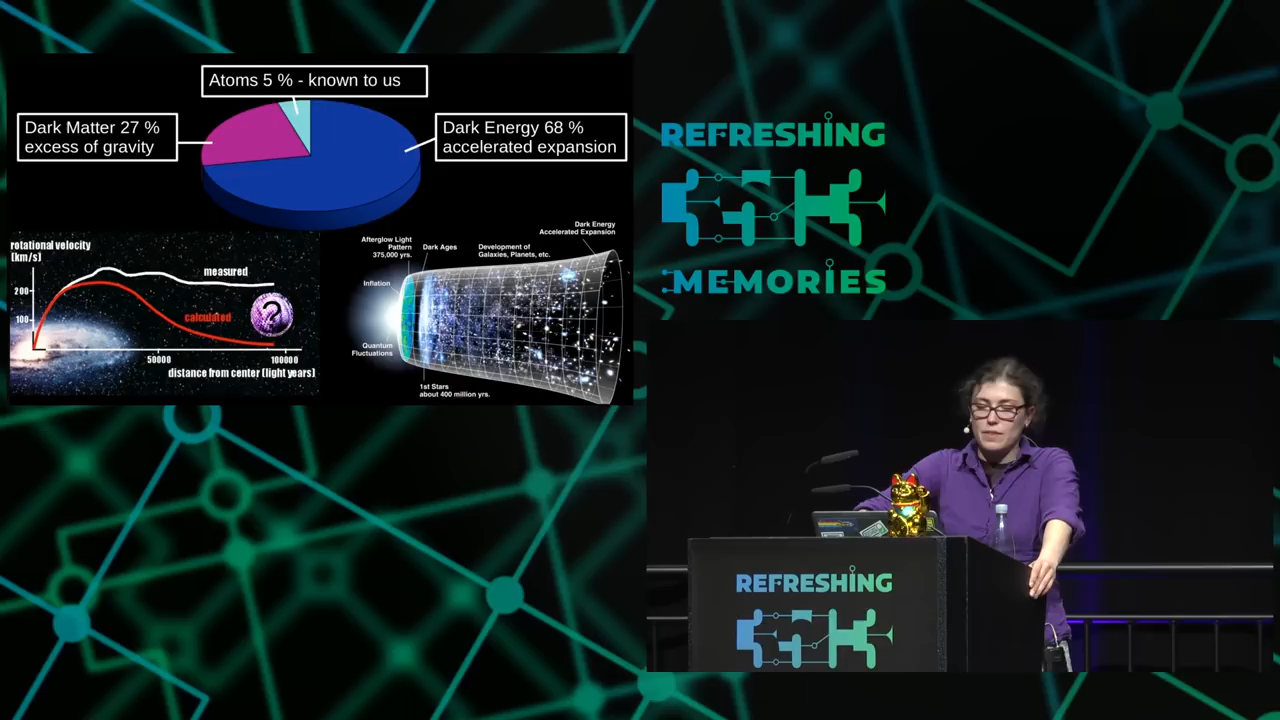 Atoms 5 % - known to us
Dark Matter 27 %
excess of gravity
Dark Energy 68 %
accelerated expansion
rotational velocity
(km/s)
measured
200
calculated
100
50000
100000
distance from center (light years)
?
Dark Energy
Accelerated Expansion
Afterglow Light
Pattern
375,000 yrs.
Dark Ages
Development of
Galaxies, Planets, etc.
Inflation
Quantum
Fluctuations
1st Stars
about 400 million yrs.
REFRESHING
MEMORIES
REFRESHING